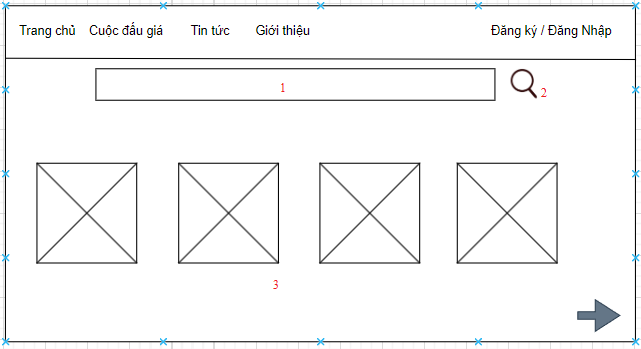 Trang chủ Cuộc đấu giá Tin tức Giới thiệu Đăng ký / Đăng Nhập
1
2
3